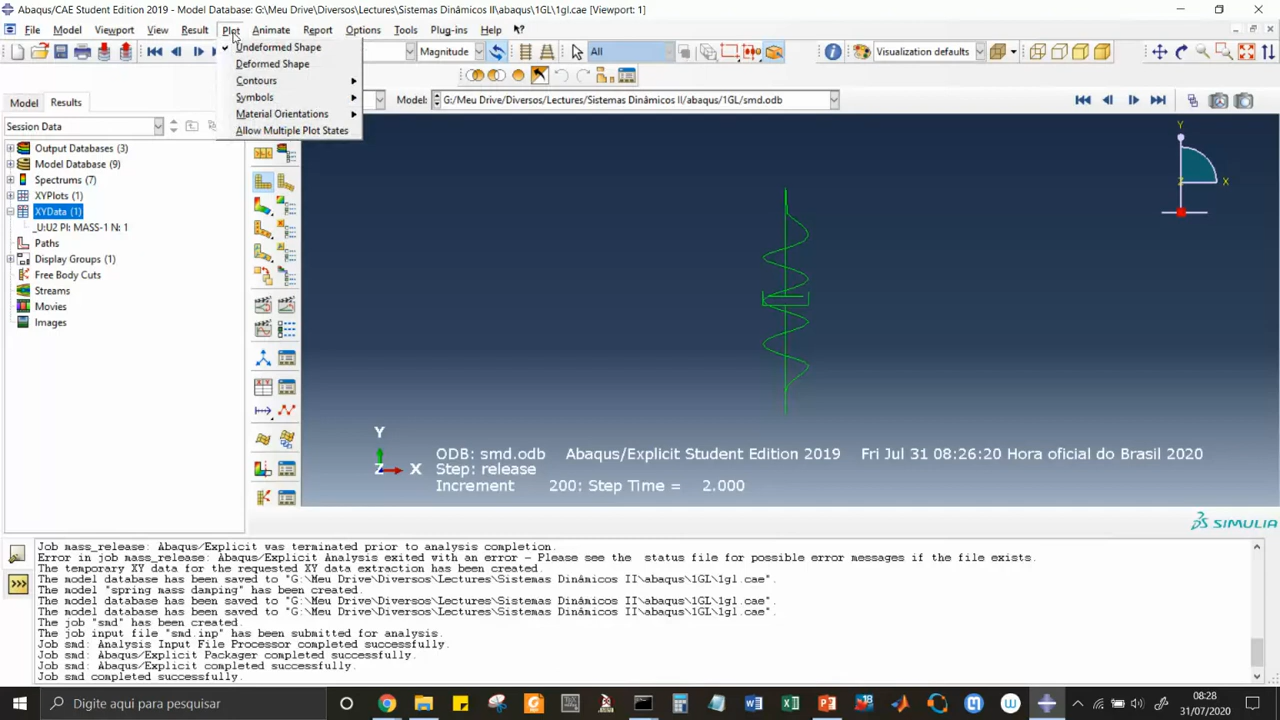 Abaqus/CAE Student Edition 2019 - Model Database: G:\Meu Drive\Diversos\Lectures\Sistemas Dinâmicos II\abaqus\1GL\1gl.cae [Viewport: 1]
File Model Viewport View Result Plot Animate Report Options Tools Plug-ins Help
Undeformed Shape
Deformed Shape
Contours
Symbols
Material Orientations
Allow Multiple Plot States
Magnitude
All
Visualization defaults
Model Results
Model: G:/Meu Drive/Diversos/Lectures/Sistemas Dinâmicos II/abaqus/1GL/smd.odb
Session Data
Output Databases (3)
Model Database (9)
Spectrums (7)
XYPlots (1)
XYData (1)
_U:U2 PI: MASS-1 N: 1
Paths
Display Groups (1)
Free Body Cuts
Streams
Movies
Images
Y
Z X
Y
Z X
ODB: smd.odb Abaqus/Explicit Student Edition 2019 Fri Jul 31 08:26:20 Hora oficial do Brasil 2020
Step: release
Increment 200: Step Time = 2.000
SIMULIA
Job mass_release: Abaqus/Explicit was terminated prior to analysis completion.
Error in job mass_release: Abaqus/Explicit Analysis exited with an error - Please see the status file for possible error messages if the file exists.
The temporary XY data for the requested XY data extraction has been created.
The model database has been saved to "G:\Meu Drive\Diversos\Lectures\Sistemas Dinâmicos II\abaqus\1GL\1gl.cae".
The model "spring mass damping" has been created.
The model database has been saved to "G:\Meu Drive\Diversos\Lectures\Sistemas Dinâmicos II\abaqus\1GL\1gl.cae".
The model database has been saved to "G:\Meu Drive\Diversos\Lectures\Sistemas Dinâmicos II\abaqus\1GL\1gl.cae".
The job "smd" has been created.
The job input file "smd.inp" has been submitted for analysis.
Job smd: Analysis Input File Processor completed successfully.
Job smd: Abaqus/Explicit Packager completed successfully.
Job smd: Abaqus/Explicit completed successfully.
Job smd completed successfully.
Digite aqui para pesquisar
08:28
31/07/2020